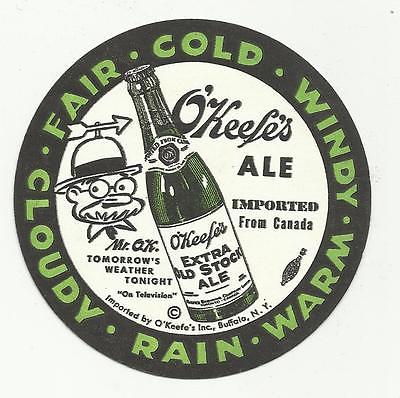 FAIR · COLD · WINDY · WARM · RAIN · CLOUDY ·
O'Keefe's
ALE
IMPORTED
From Canada
Mr. O.K.
TOMORROW'S
WEATHER
TONIGHT
"On Television"
©
Imported by O'Keefe's Inc., Buffalo, N. Y.
O'Keefe's
EXTRA
OLD STOCK
ALE